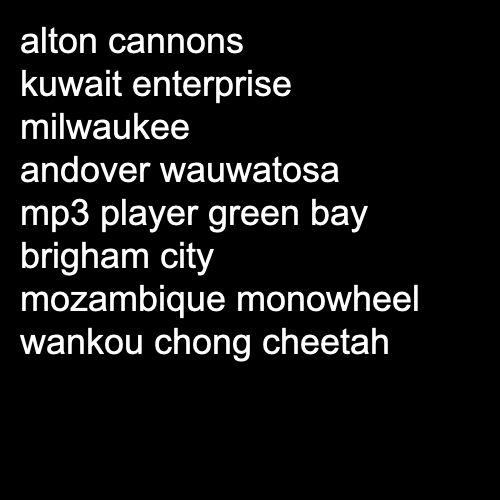 alton cannons
kuwait enterprise
milwaukee
andover wauwatosa
mp3 player green bay
brigham city
mozambique monowheel
wankou chong cheetah